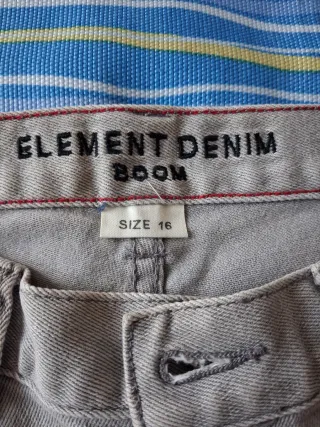 ELEMENT DENIM
BOOM
SIZE 16